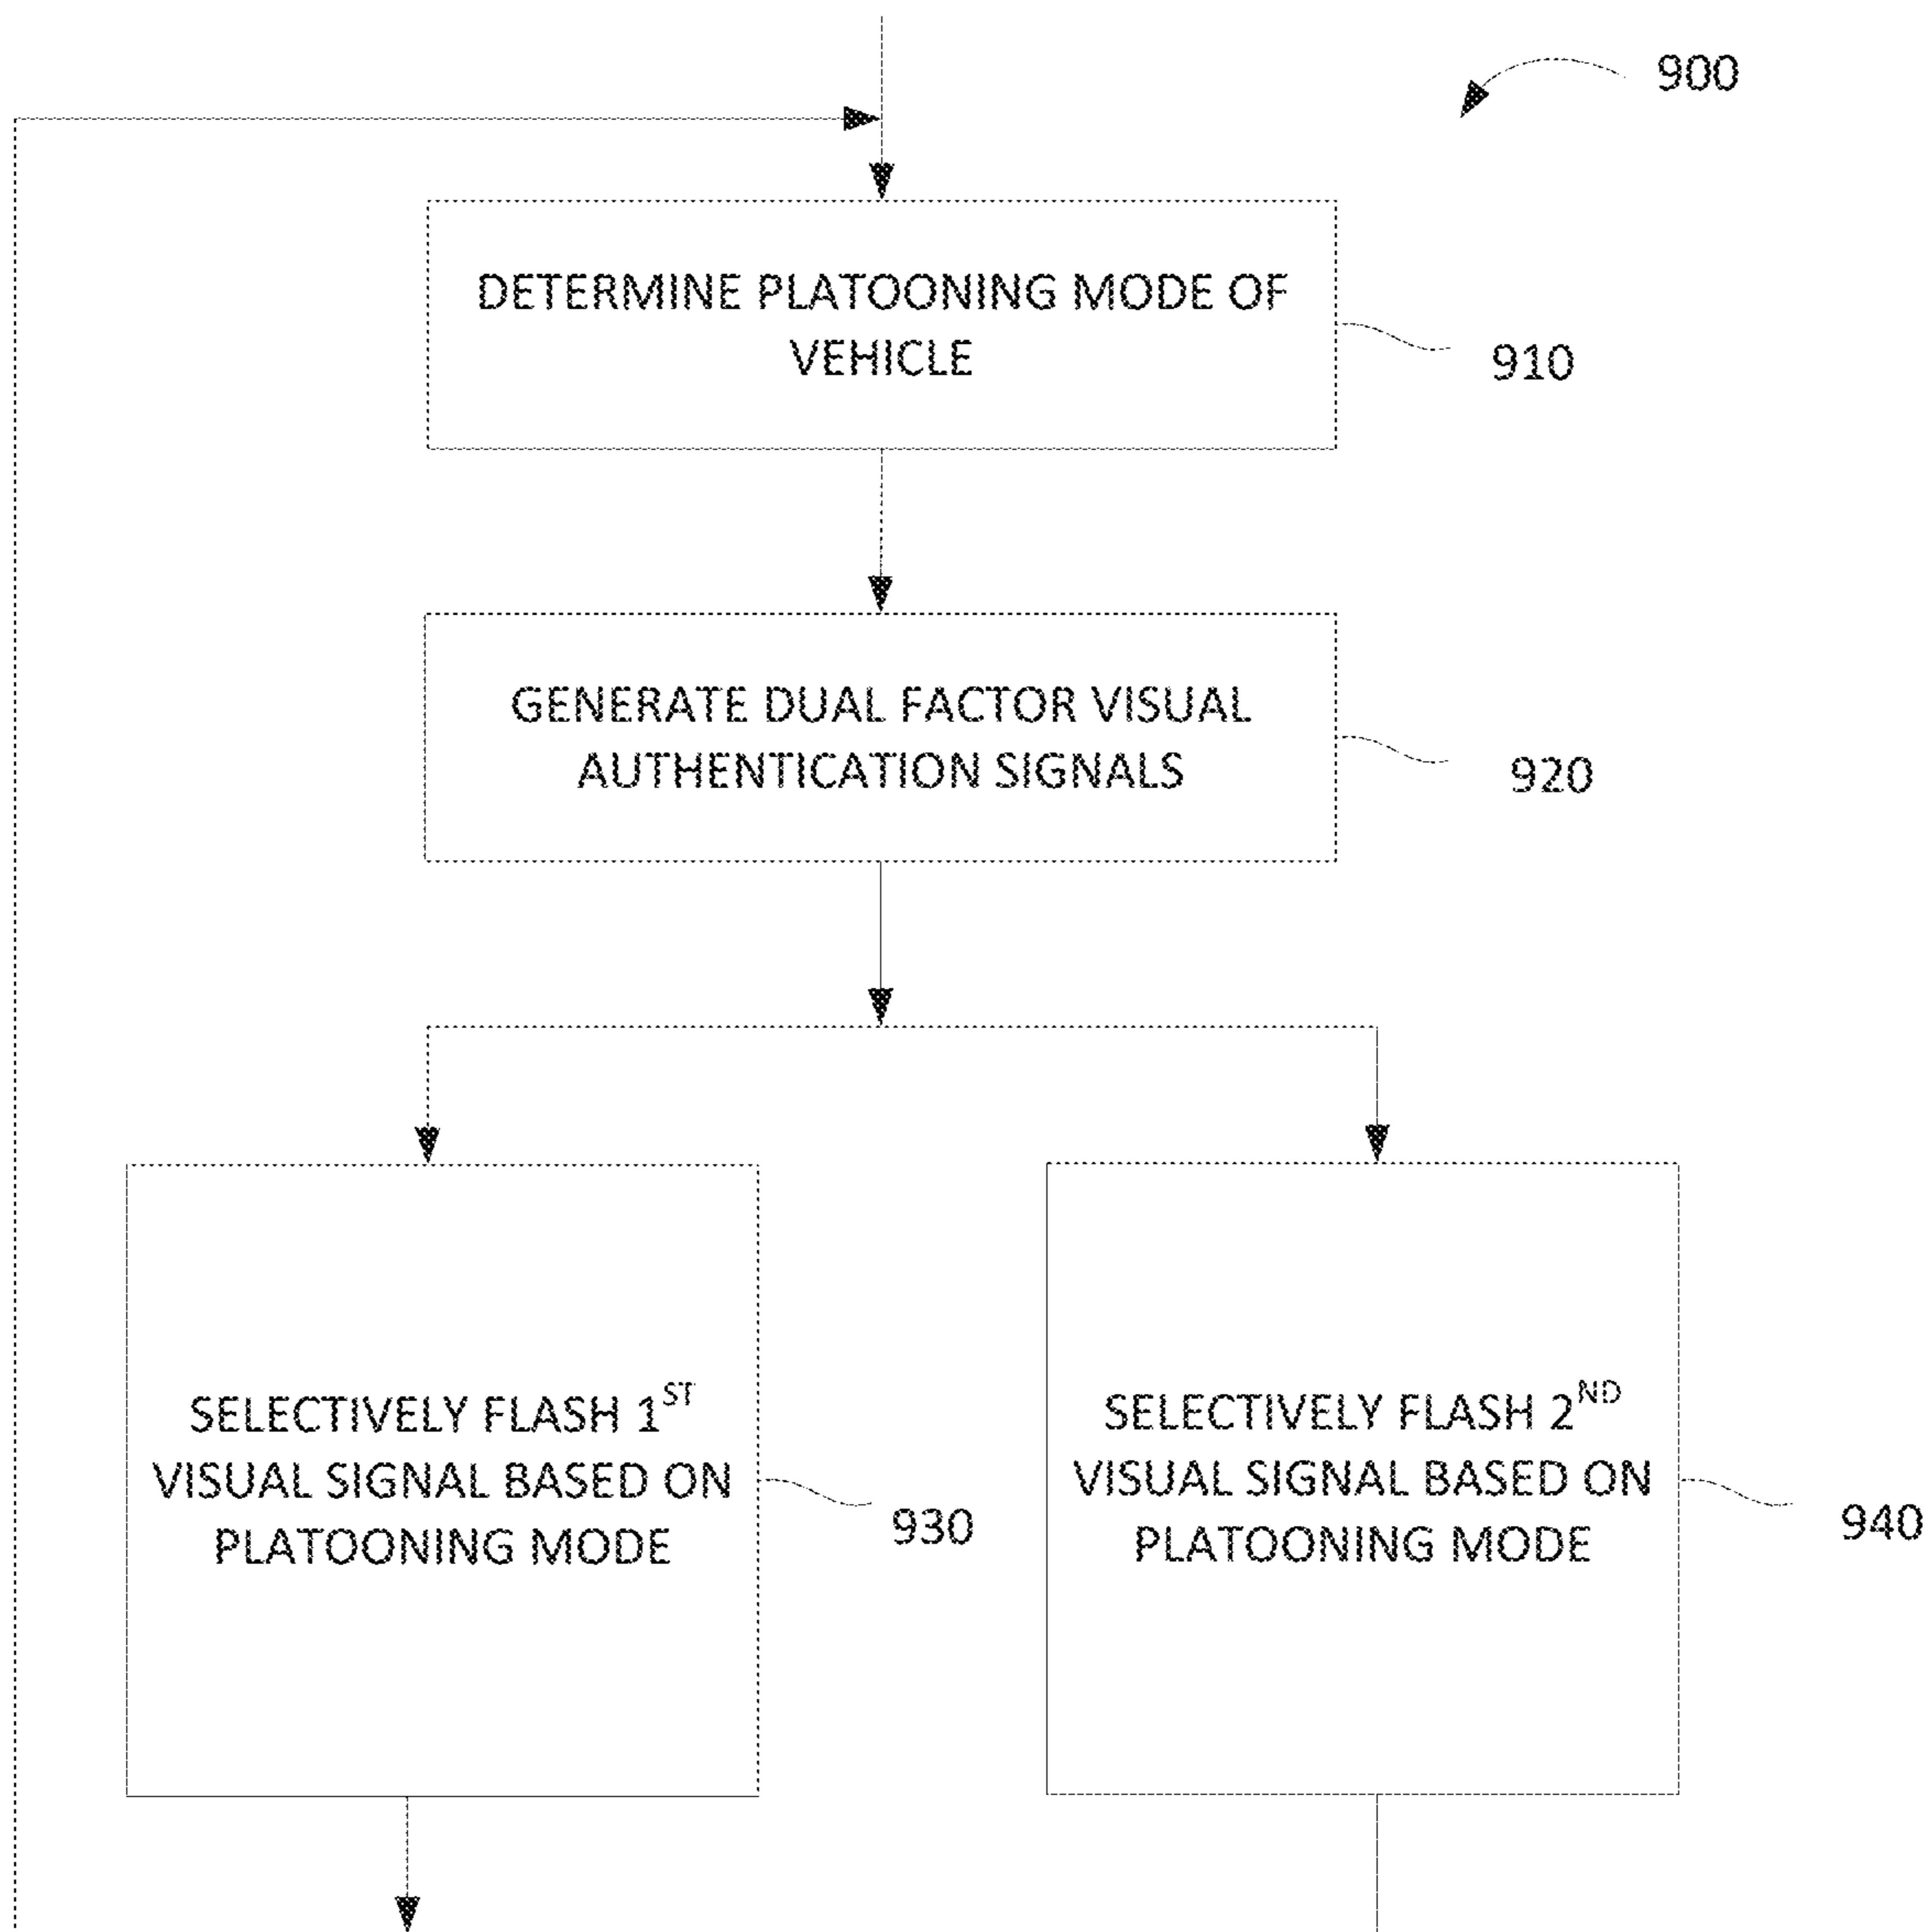 900
DETERMINE PLATOONING MODE OF
VEHICLE
910
GENERATE DUAL FACTOR VISUAL
AUTHENTICATION SIGNALS
920
SELECTIVELY FLASH 1ST
VISUAL SIGNAL BASED ON
PLATOONING MODE
930
SELECTIVELY FLASH 2ND
VISUAL SIGNAL BASED ON
PLATOONING MODE
940